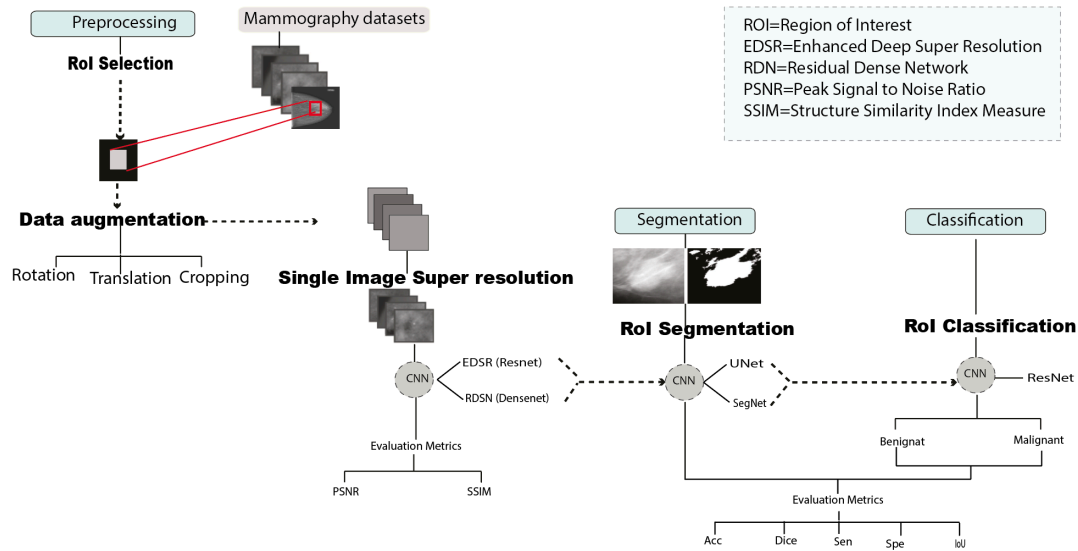 Preprocessing
Mammography datasets
RoI Selection
ROI=Region of Interest
EDSR=Enhanced Deep Super Resolution
RDN=Residual Dense Network
PSNR=Peak Signal to Noise Ratio
SSIM=Structure Similarity Index Measure
Data augmentation
Rotation
Translation
Cropping
Single Image Super resolution
CNN
EDSR (Resnet)
RDSN (Densenet)
Evaluation Metrics
PSNR
SSIM
Segmentation
RoI Segmentation
CNN
UNet
SegNet
Classification
RoI Classification
CNN
ResNet
Benignat
Malignant
Evaluation Metrics
Acc
Dice
Sen
Spe
IoU